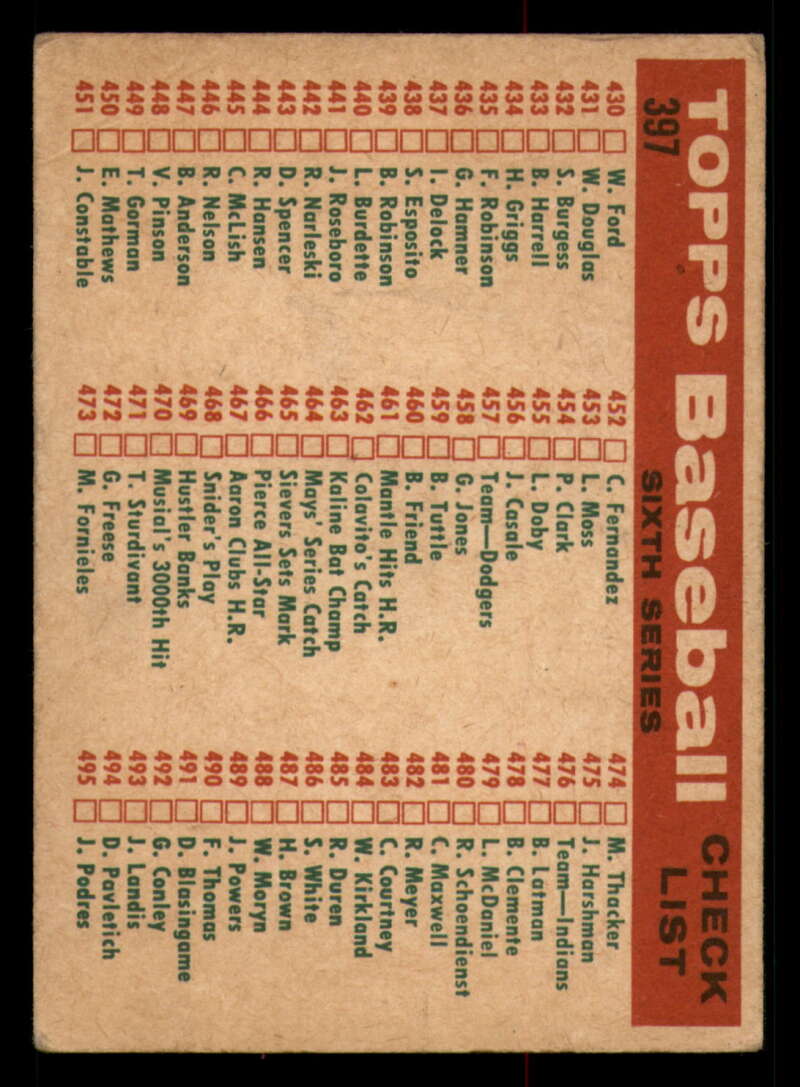 TOPPS Baseball CHECK LIST
397 SIXTH SERIES
430 W. Ford
431 W. Douglas
432 S. Burgess
433 B. Harrell
434 H. Griggs
435 F. Robinson
436 G. Hamner
437 I. Delock
438 S. Esposito
439 B. Robinson
440 L. Burdette
441 J. Roseboro
442 R. Narleski
443 D. Spencer
444 R. Hansen
445 C. McLish
446 R. Nelson
447 B. Anderson
448 V. Pinson
449 T. Gorman
450 E. Mathews
451 J. Constable
452 C. Fernandez
453 L. Moss
454 P. Clark
455 L. Doby
456 J. Casale
457 Team—Dodgers
458 G. Jones
459 B. Tuttle
460 B. Friend
461 Mantle Hits H.R.
462 Colavito's Catch
463 Kaline Bat Champ
464 Mays' Series Catch
465 Sievers Sets Mark
466 Pierce All-Star
467 Aaron Clubs H.R.
468 Snider's Play
469 Hustler Banks
470 Musial's 3000th Hit
471 T. Sturdivant
472 G. Freese
473 M. Fornieles
474 M. Thacker
475 J. Harshman
476 Team—Indians
477 B. Latman
478 B. Clemente
479 L. McDaniel
480 R. Schoendienst
481 C. Maxwell
482 R. Meyer
483 C. Courtney
484 W. Kirkland
485 R. Duren
486 S. White
487 H. Brown
488 W. Moryn
489 J. Powers
490 F. Thomas
491 D. Blasingame
492 G. Conley
493 J. Landis
494 D. Pavletich
495 J. Podres